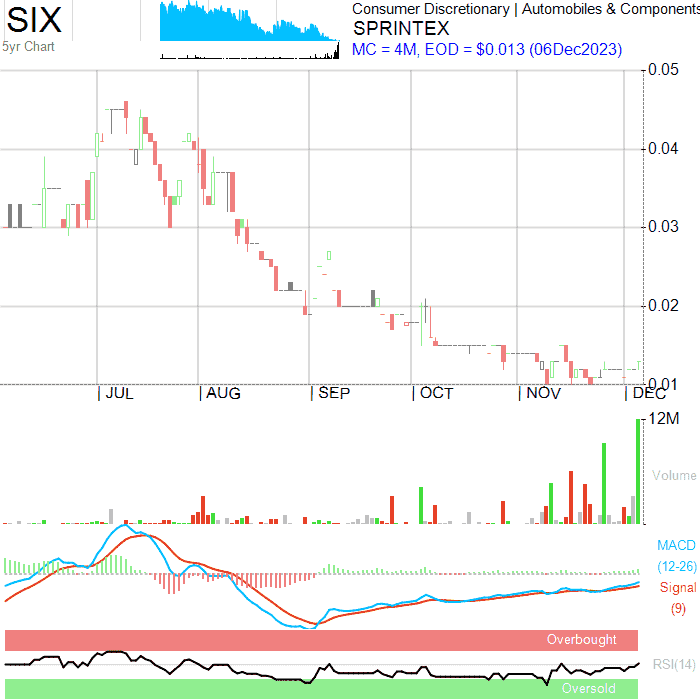 SIX
5yr Chart
Consumer Discretionary | Automobiles & Components
SPRINTEX
MC = 4M, EOD = $0.013 (06Dec2023)
0.05
0.04
0.03
0.02
0.01
JUL
AUG
SEP
OCT
NOV
DEC
12M
Volume
MACD
(12-26)
Signal
(9)
Overbought
RSI(14)
Oversold